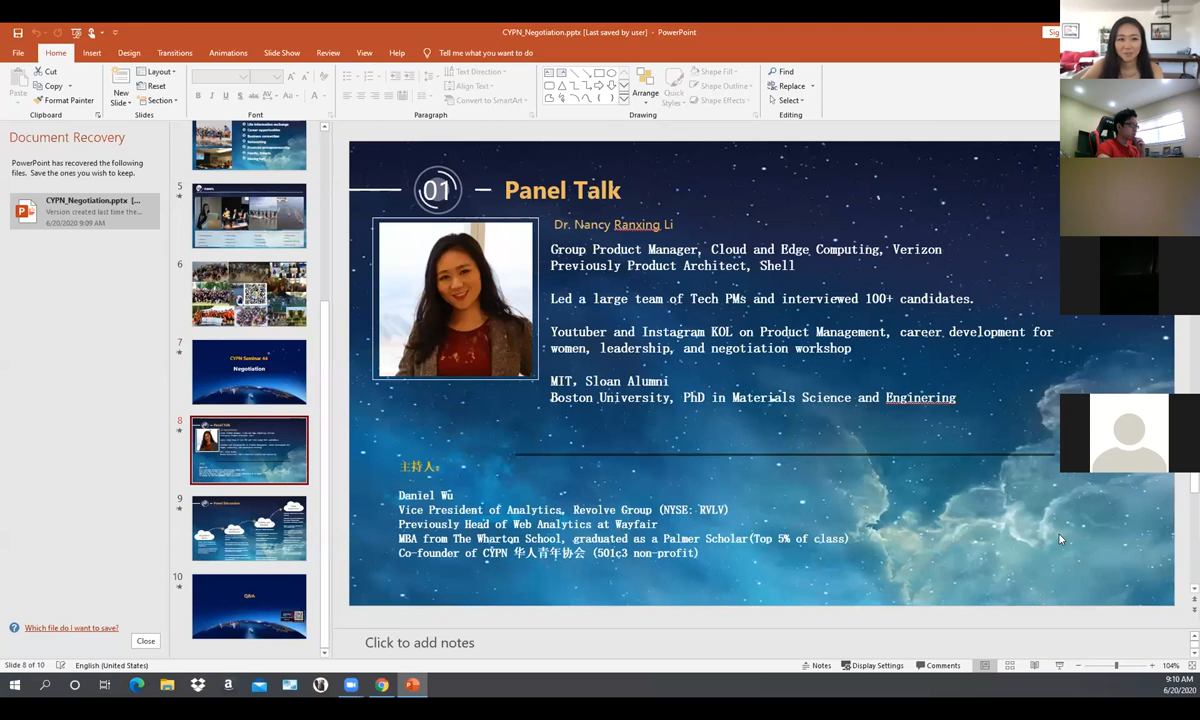 CYPN_Negotiation.pptx [Last saved by user] - PowerPoint
File Home Insert Design Transitions Animations Slide Show Review View Help Tell me what you want to do
Paste
Cut
Copy
Format Painter
Clipboard
New
Slide
Layout
Reset
Section
Slides
Font
Text Direction
Align Text
Convert to SmartArt
Paragraph
Arrange
Quick
Styles
Shape Fill
Shape Outline
Shape Effects
Drawing
Find
Replace
Select
Editing
Document Recovery
PowerPoint has recovered the following
files. Save the ones you wish to keep.
CYPN_Negotiation.pptx [...
Version created last time the...
6/20/2020 9:09 AM
Which file do I want to save?
Close
5
6
7
CYPN Seminar 44
Negotiation
8
Panel Talk
9
Panel Discussion
10
Q&A
01
Panel Talk
Dr. Nancy Ranxing Li
Group Product Manager, Cloud and Edge Computing, Verizon
Previously Product Architect, Shell
Led a large team of Tech PMs and interviewed 100+ candidates.
Youtuber and Instagram KOL on Product Management, career development for
women, leadership, and negotiation workshop
MIT, Sloan Alumni
Boston University, PhD in Materials Science and Enginering
主持人:
Daniel Wu
Vice President of Analytics, Revolve Group (NYSE: RVLV)
Previously Head of Web Analytics at Wayfair
MBA from The Wharton School, graduated as a Palmer Scholar(Top 5% of class)
Co-founder of CYPN 华人青年协会 (501c3 non-profit)
Click to add notes
Slide 8 of 10 English (United States) Notes Display Settings Comments 104%
9:10 AM
6/20/2020